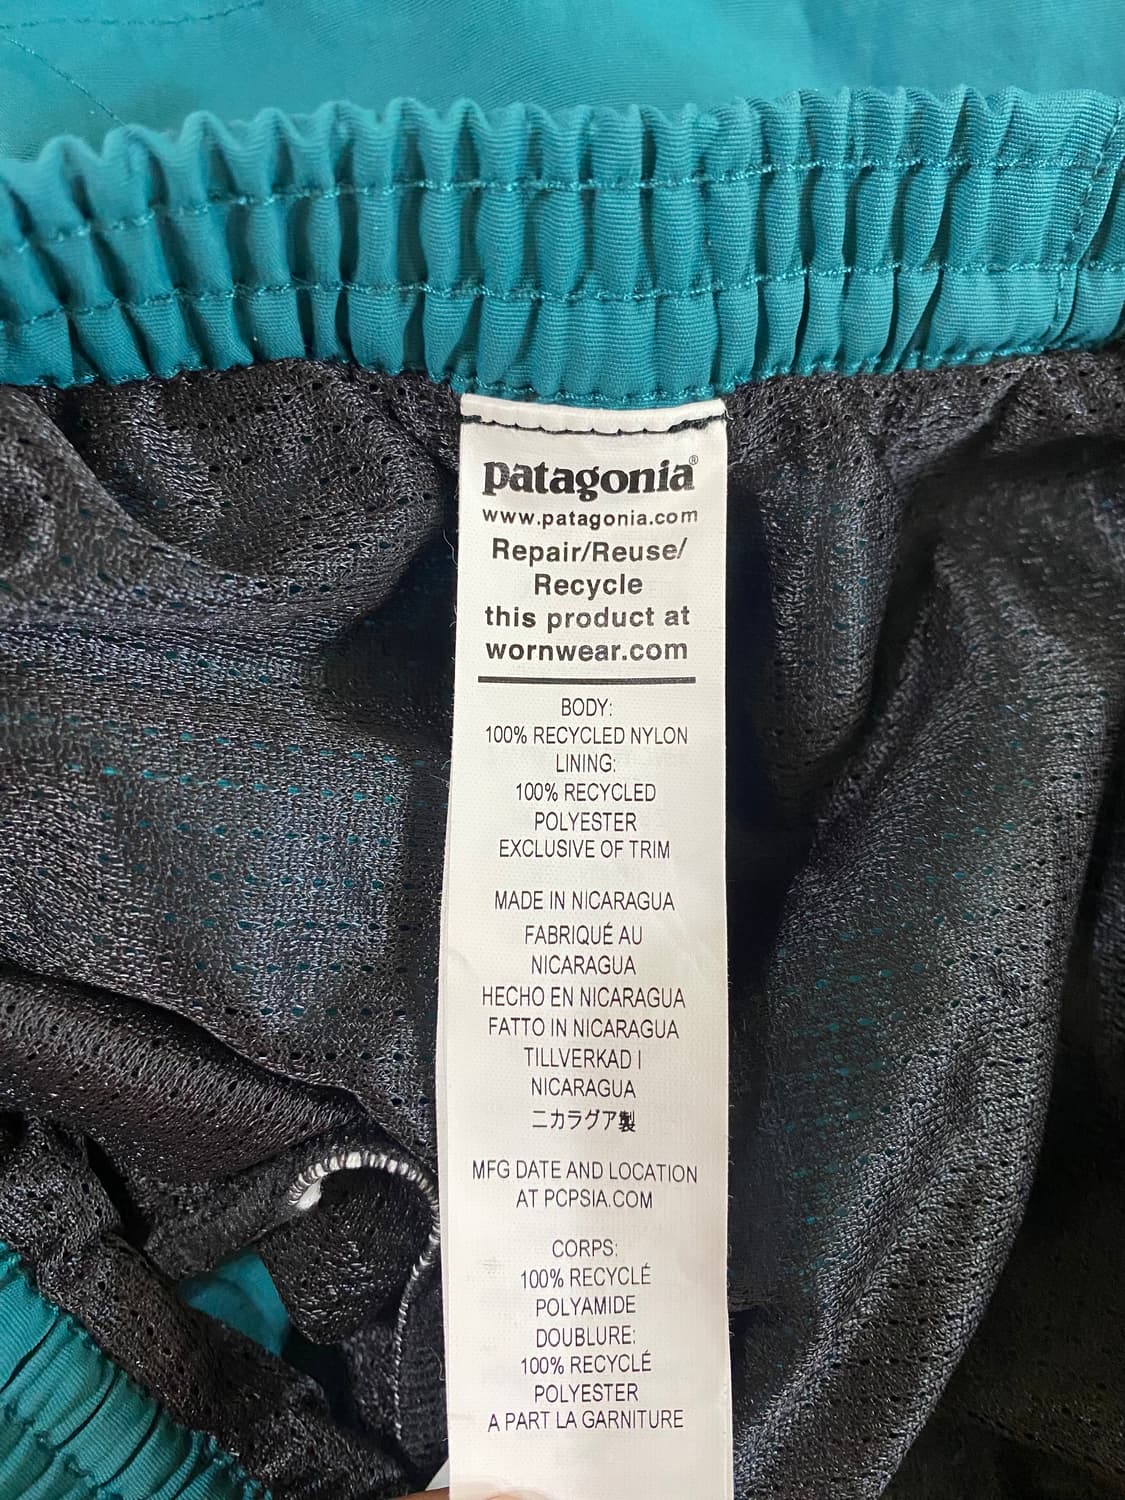 patagonia®
www.patagonia.com
Repair/Reuse/
Recycle
this product at
wornwear.com
BODY:
100% RECYCLED NYLON
LINING:
100% RECYCLED
POLYESTER
EXCLUSIVE OF TRIM
MADE IN NICARAGUA
FABRIQUÉ AU
NICARAGUA
HECHO EN NICARAGUA
FATTO IN NICARAGUA
TILLVERKAD I
NICARAGUA
ニカラグア製
MFG DATE AND LOCATION
AT PCPSIA.COM
CORPS:
100% RECYCLÉ
POLYAMIDE
DOUBLURE:
100% RECYCLÉ
POLYESTER
A PART LA GARNITURE